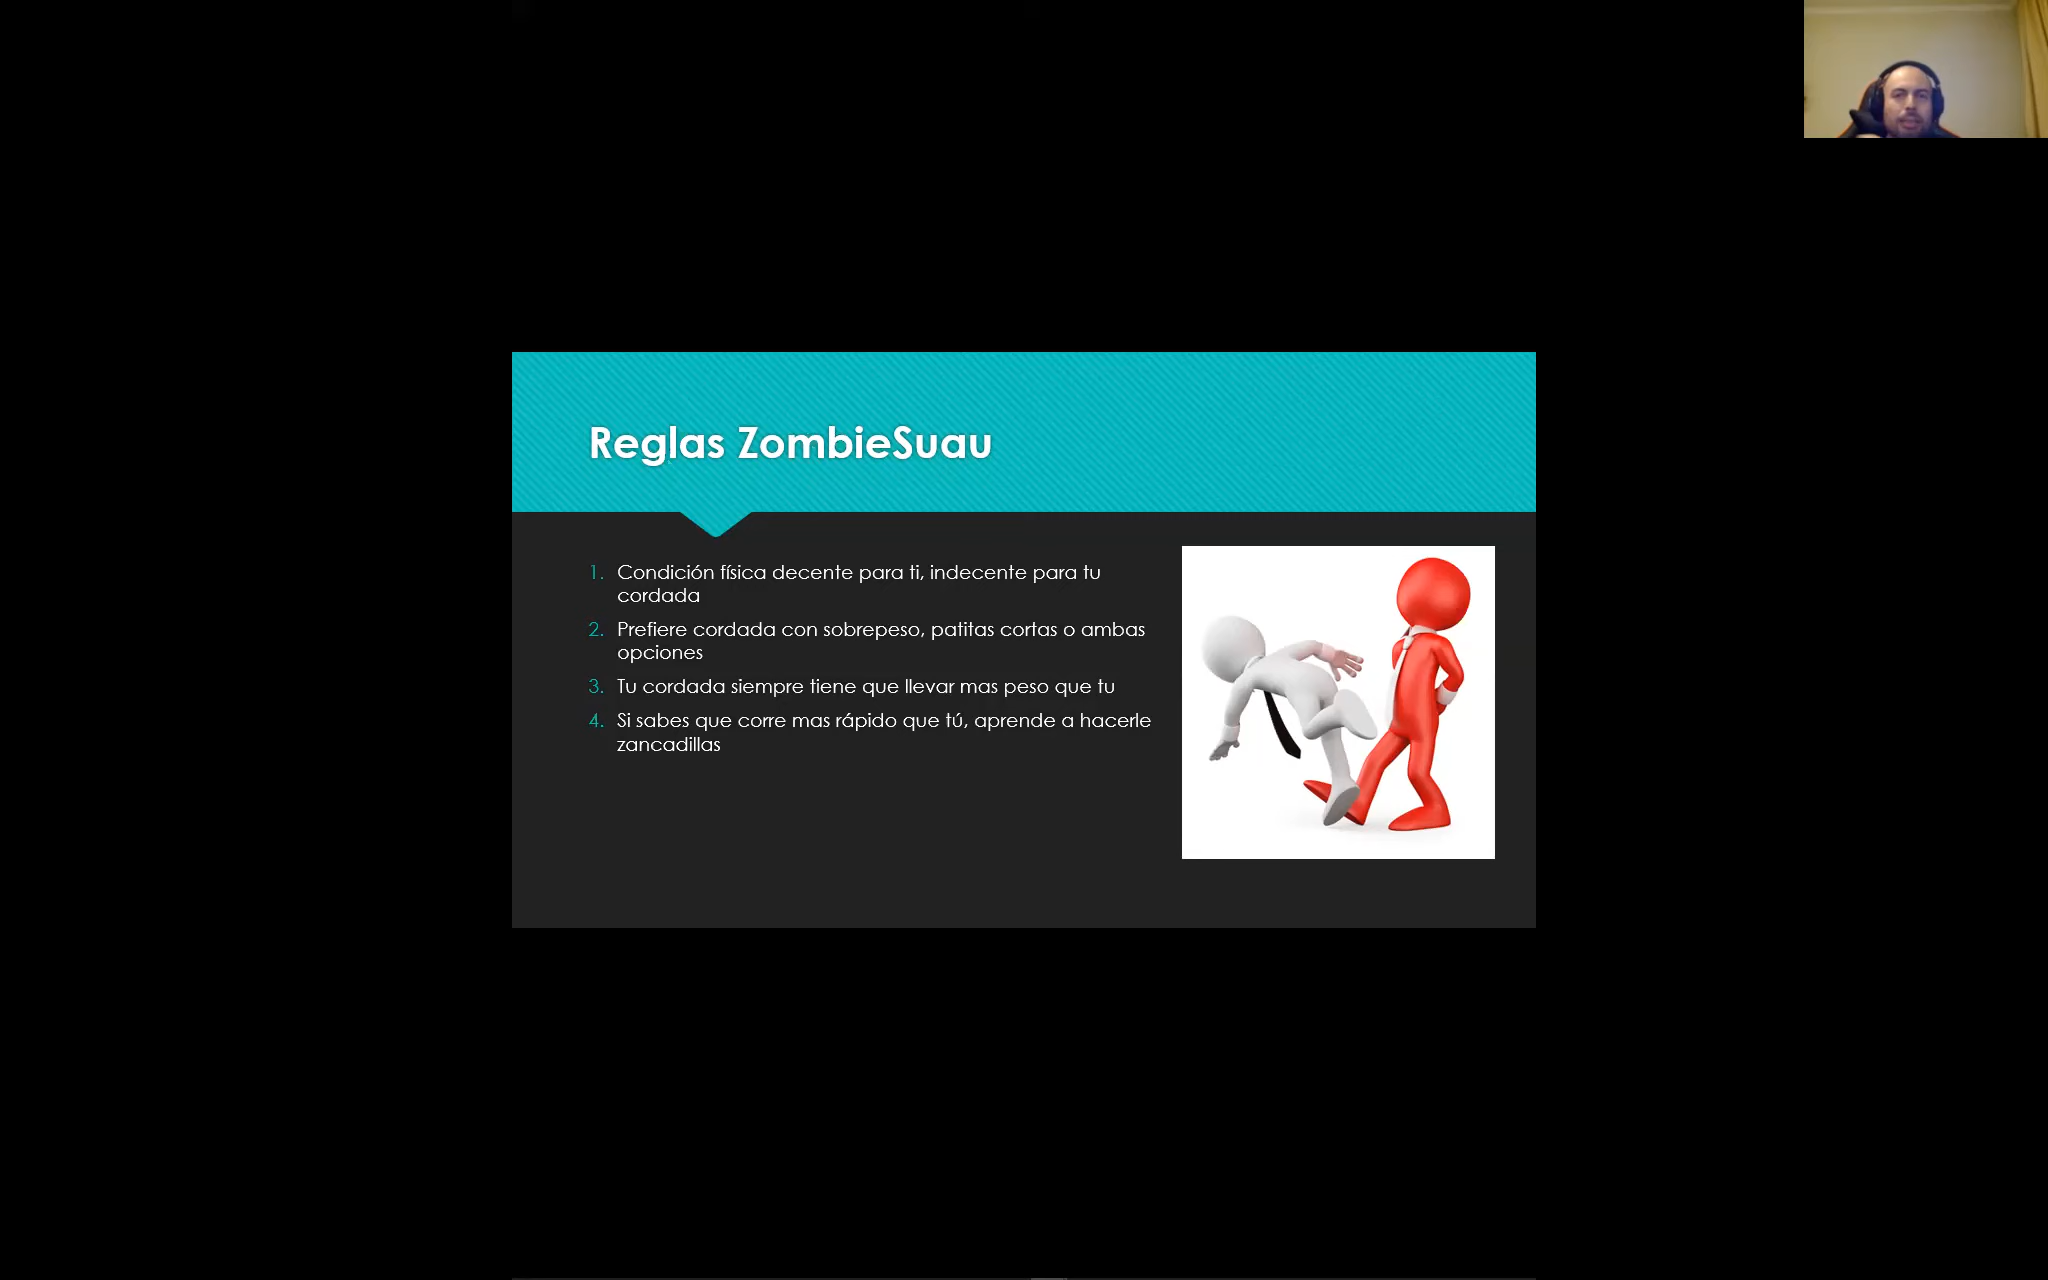 Reglas ZombieSuau
1. Condición física decente para ti, indecente para tu
cordada
2. Prefiere cordada con sobrepeso, patitas cortas o ambas
opciones
3. Tu cordada siempre tiene que llevar mas peso que tu
4. Si sabes que corre mas rápido que tú, aprende a hacerle
zancadillas